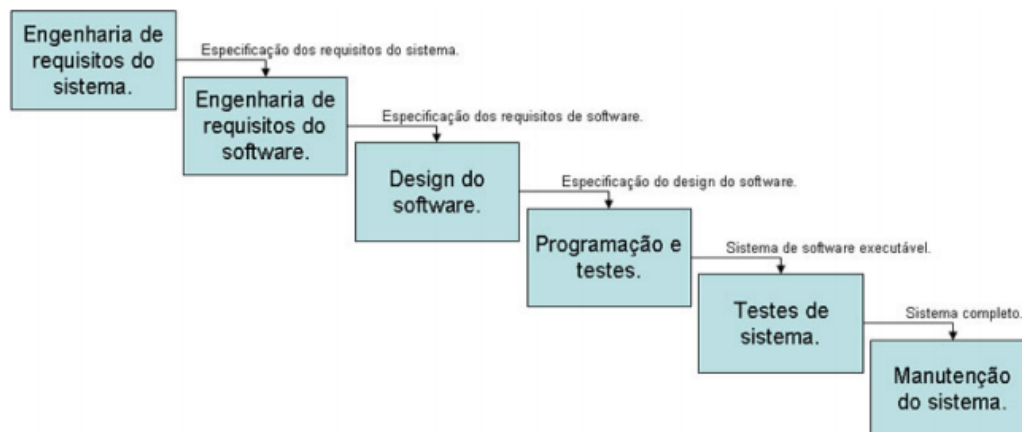 Engenharia de
requisitos do
sistema.
Especificação dos requisitos do sistema.
Engenharia de
requisitos do
software.
Especificação dos requisitos de software.
Design do
software.
Especificação do design do software.
Programação e
testes.
Sistema de software executável.
Testes de
sistema.
Sistema completo.
Manutenção
do sistema.